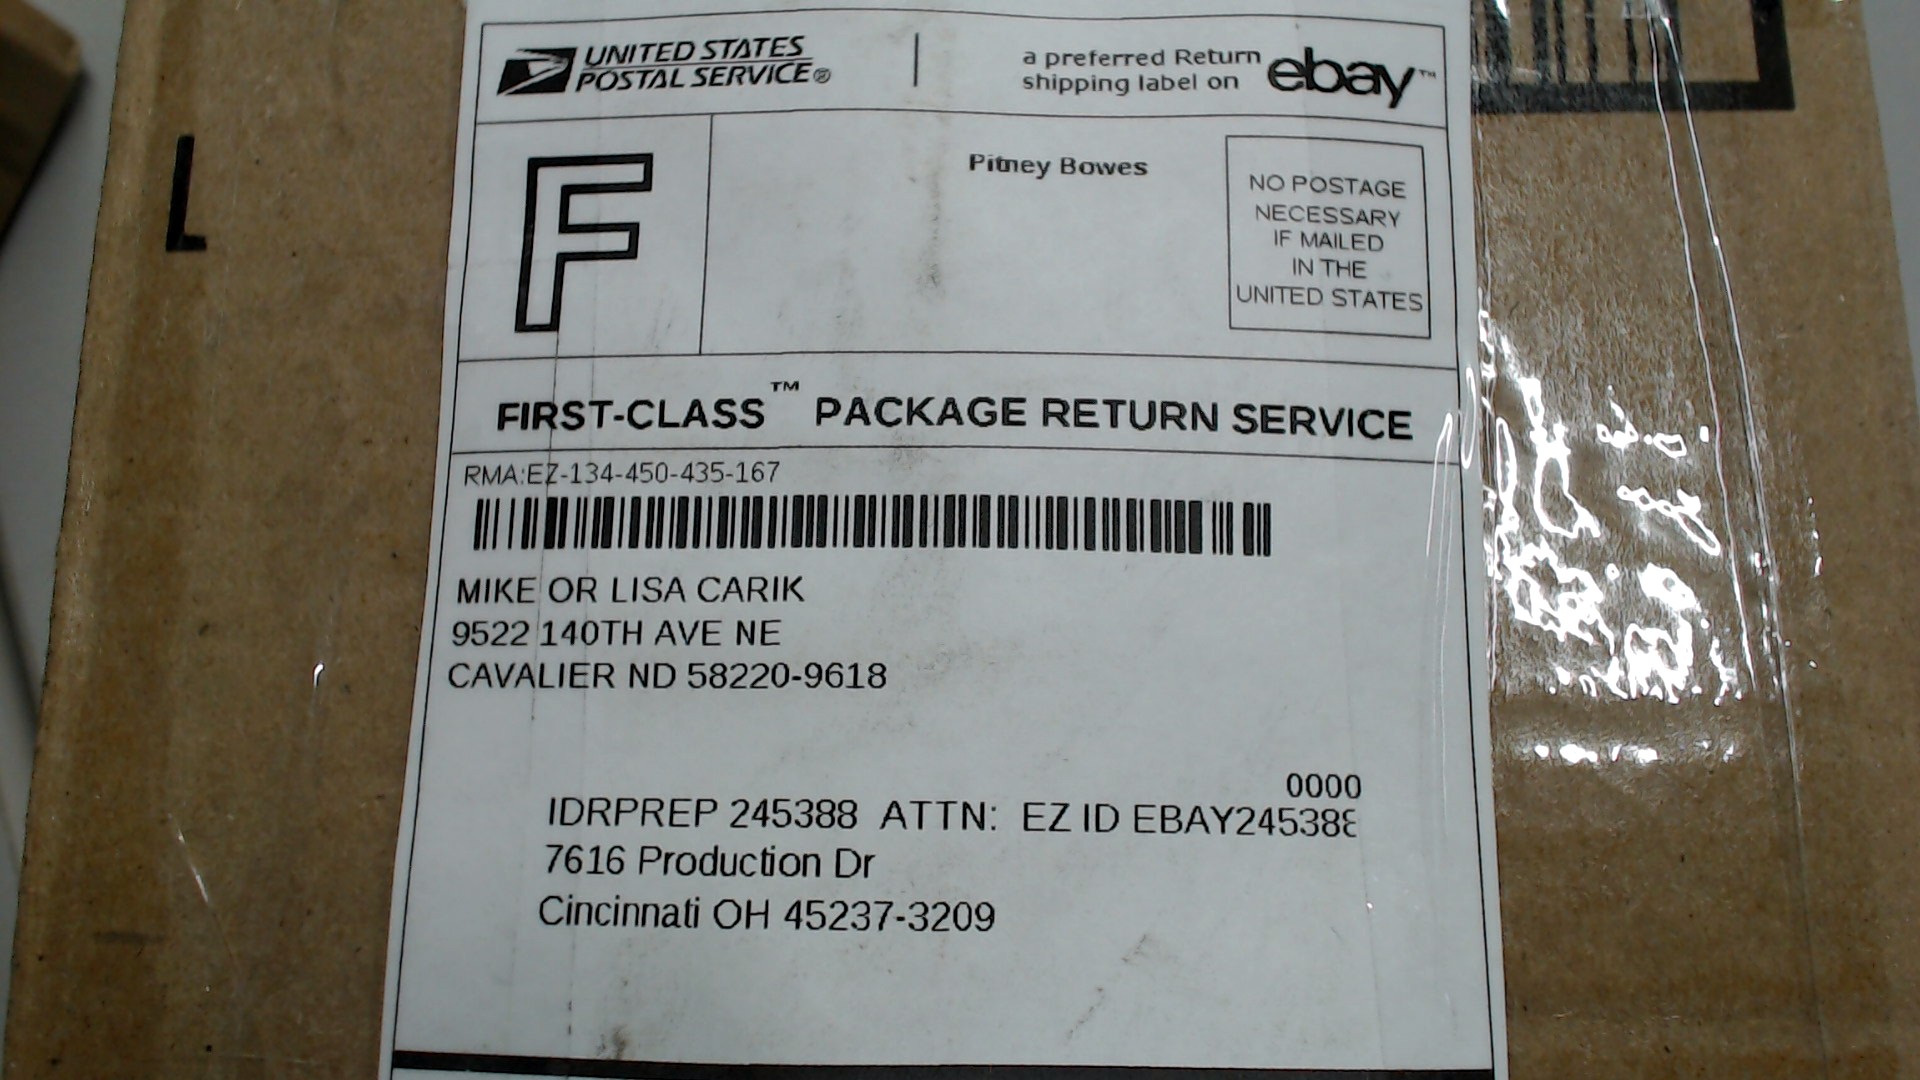 UNITED STATES
POSTAL SERVICE®
a preferred Return
shipping label on ebay™
F
Pitney Bowes
NO POSTAGE
NECESSARY
IF MAILED
IN THE
UNITED STATES
FIRST-CLASS™ PACKAGE RETURN SERVICE
RMA:EZ-134-450-435-167
MIKE OR LISA CARIK
9522 140TH AVE NE
CAVALIER ND 58220-9618
0000
IDRPREP 245388 ATTN: EZ ID EBAY245388
7616 Production Dr
Cincinnati OH 45237-3209